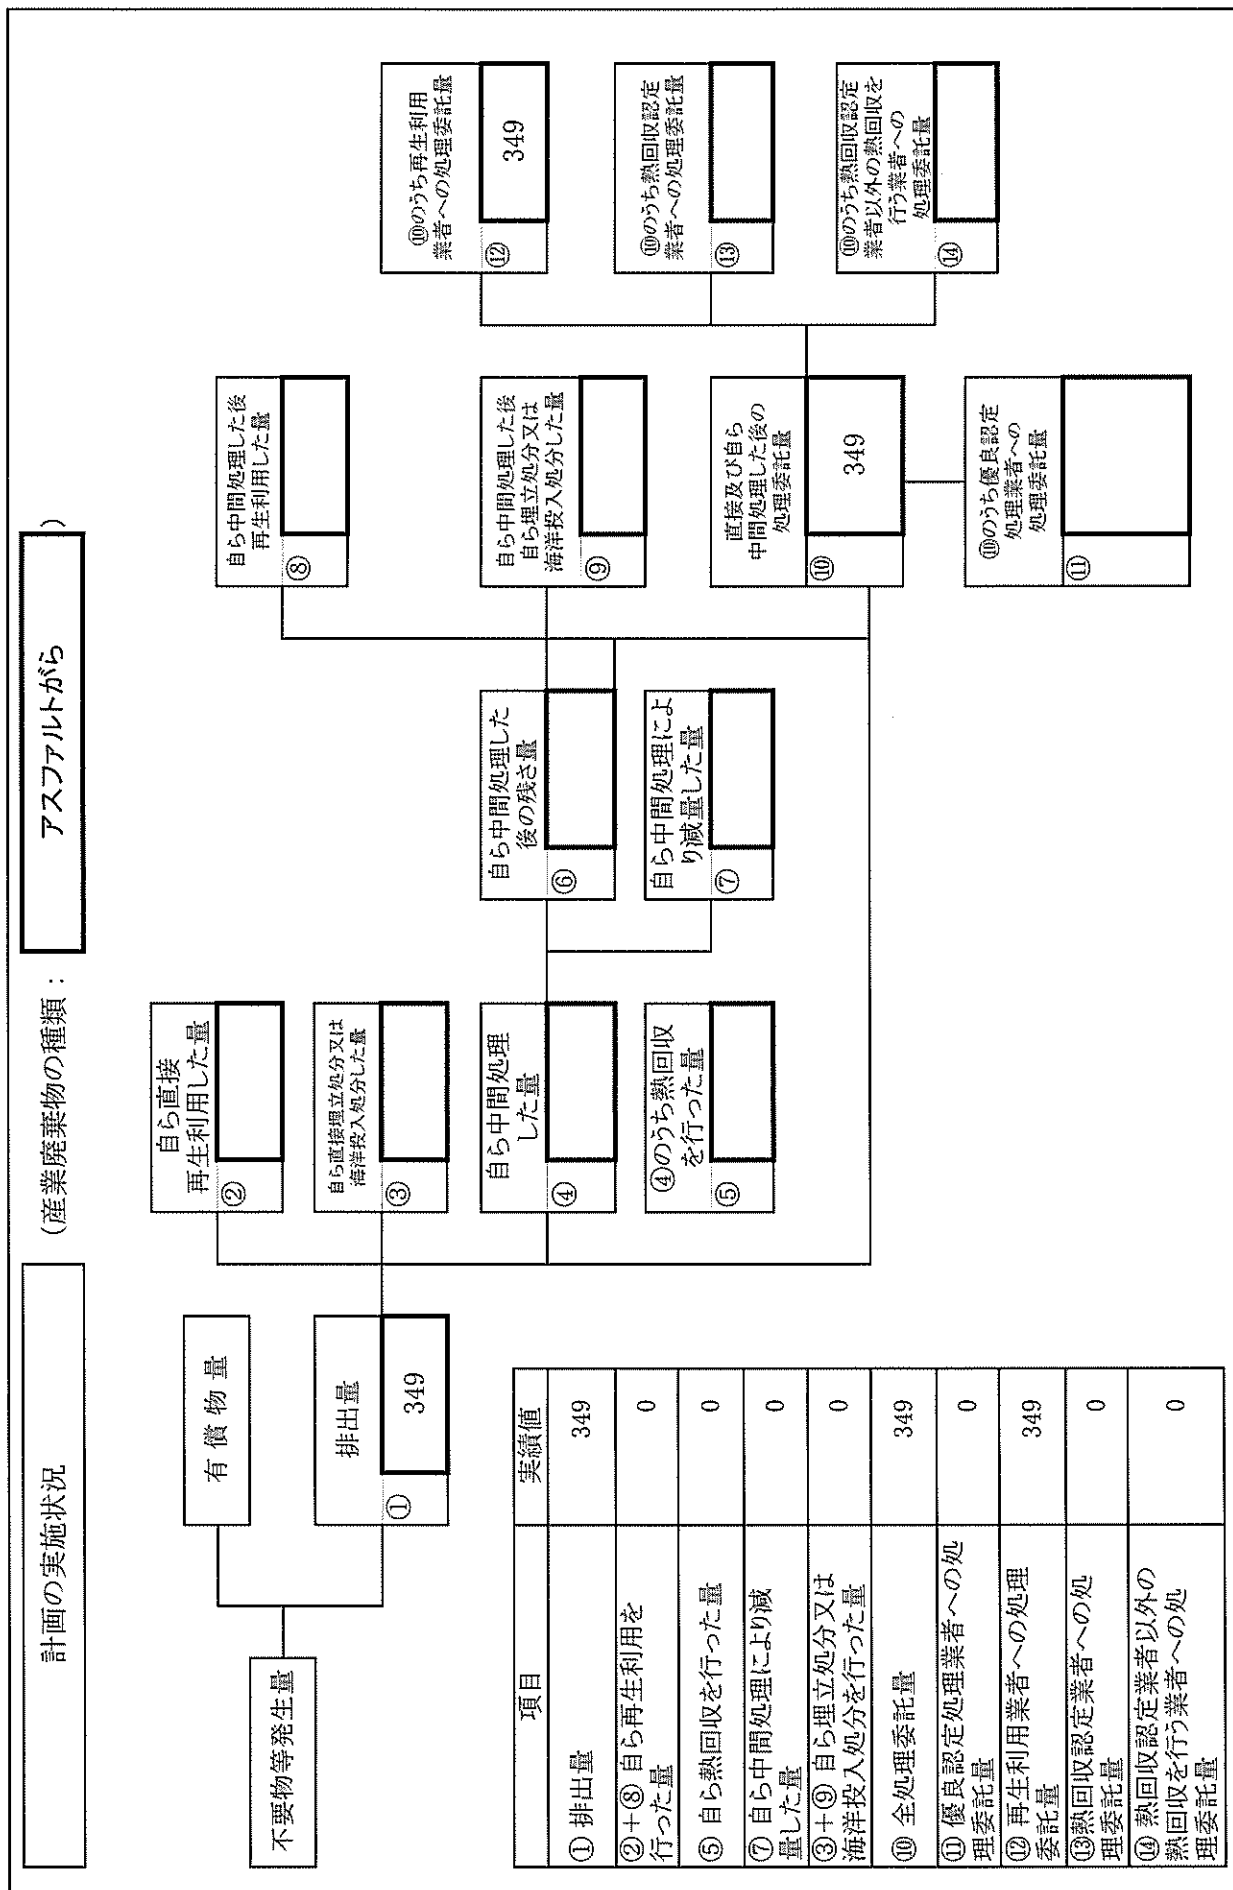 計画の実施状況
(産業廃棄物の種類：
アスファルトがら
)
不要物等発生量
有償物量
排出量
①
349
自ら直接
再生利用した量
②
自ら直接埋立処分又は
海洋投入処分した量
③
自ら中間処理
した量
④
④のうち熱回収
を行った量
⑤
自ら中間処理した
後の残さ量
⑥
自ら中間処理によ
り減量した量
⑦
自ら中間処理した後
再生利用した量
⑧
自ら中間処理した後
自ら埋立処分又は
海洋投入処分した量
⑨
直接及び自ら
中間処理した後の
処理委託量
⑩
349
⑩のうち優良認定
処理業者への
処理委託量
⑪
⑩のうち再生利用
業者への処理委託量
⑫
349
⑩のうち熱回収認定
業者への処理委託量
⑬
⑩のうち熱回収認定
業者以外の熱回収を
行う業者への
処理委託量
⑭
項目 実績値
① 排出量 349
②+⑧ 自ら再生利用を
行った量 0
⑤ 自ら熱回収を行った量 0
⑦ 自ら中間処理により減
量した量 0
③+⑨ 自ら埋立処分又は
海洋投入処分を行った量 0
⑩ 全処理委託量 349
⑪ 優良認定処理業者への処
理委託量 0
⑫ 再生利用業者への処理
委託量 349
⑬熱回収認定業者への処
理委託量 0
⑭ 熱回収認定業者以外の
熱回収を行う業者への処
理委託量 0